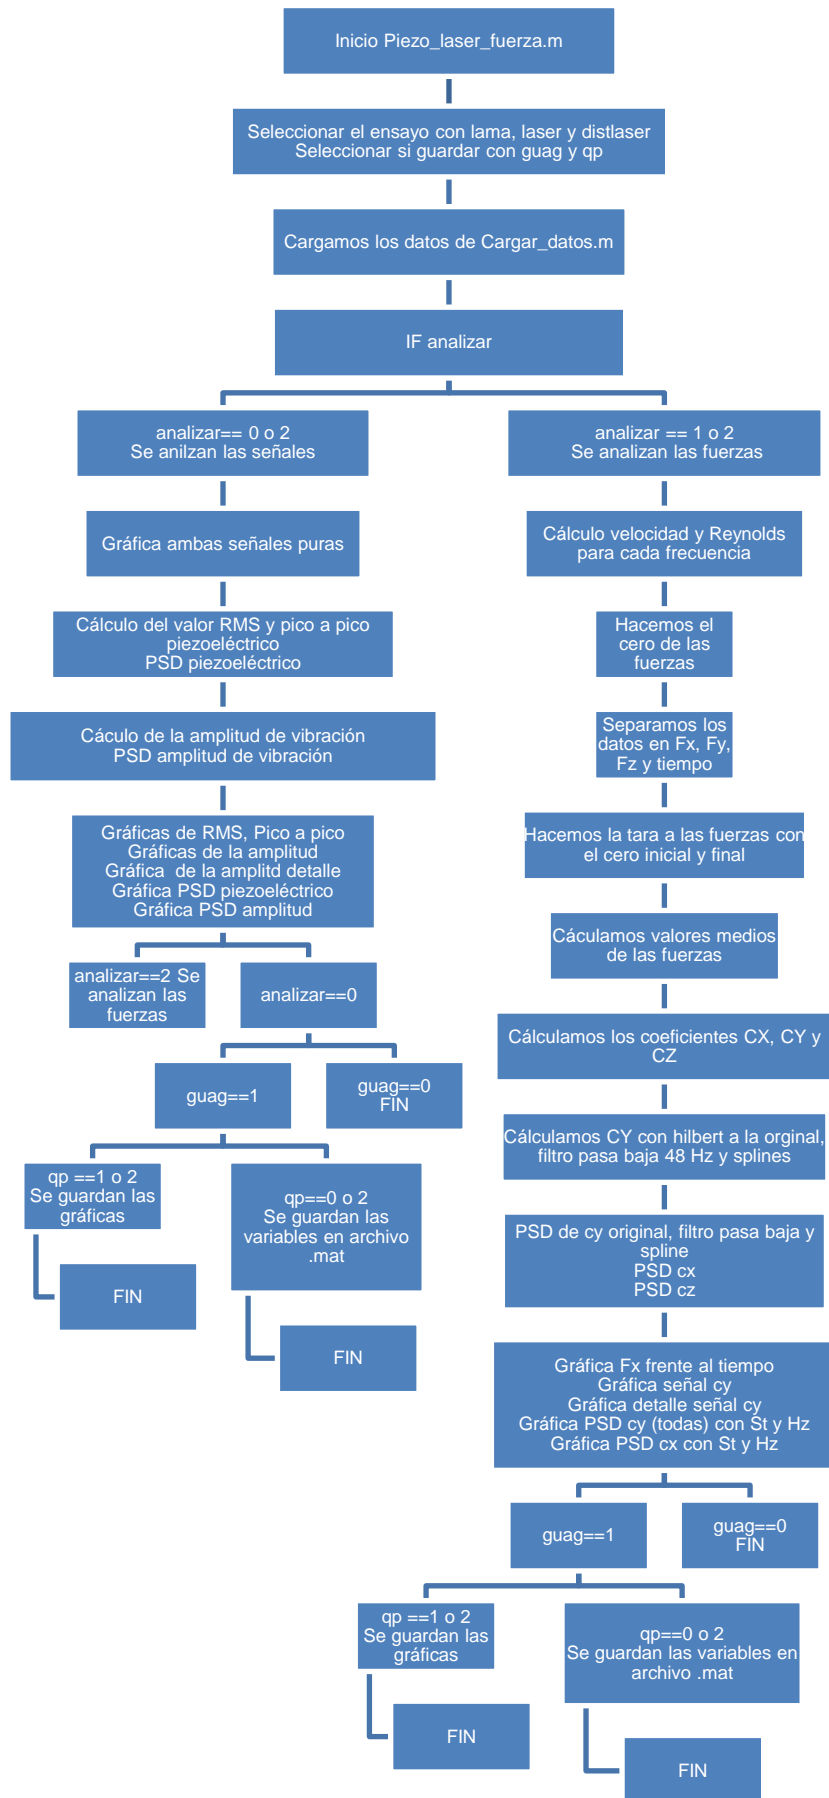 Inicio Piezo_laser_fuerza.m
Seleccionar el ensayo con lama, laser y distlaser
Seleccionar si guardar con guag y qp
Cargamos los datos de Cargar_datos.m
IF analizar
analizar== 0 o 2
Se anilzan las señales
Gráfica ambas señales puras
Cálculo del valor RMS y pico a pico
piezoeléctrico
PSD piezoeléctrico
Cáculo de la amplitud de vibración
PSD amplitud de vibración
Gráficas de RMS, Pico a pico
Gráficas de la amplitud
Gráfica  de la amplitd detalle
Gráfica PSD piezoeléctrico
Gráfica PSD amplitud
analizar==2 Se
analizan las
fuerzas
analizar==0
guag==1
guag==0
FIN
qp ==1 o 2
Se guardan las
gráficas
FIN
qp==0 o 2
Se guardan las
variables en archivo
.mat
FIN
analizar == 1 o 2
Se analizan las fuerzas
Cálculo velocidad y Reynolds
para cada frecuencia
Hacemos el
cero de las
fuerzas
Separamos los
datos en Fx, Fy,
Fz y tiempo
Hacemos la tara a las fuerzas con
el cero inicial y final
Cáculamos valores medios
de las fuerzas
Cálculamos los coeficientes CX, CY y
CZ
Cálculamos CY con hilbert a la orginal,
filtro pasa baja 48 Hz y splines
PSD de cy original, filtro pasa baja y
spline
PSD cx
PSD cz
Gráfica Fx frente al tiempo
Gráfica señal cy
Gráfica detalle señal cy
Gráfica PSD cy (todas) con St y Hz
Gráfica PSD cx con St y Hz
guag==1
guag==0
FIN
qp ==1 o 2
Se guardan las
gráficas
FIN
qp==0 o 2
Se guardan las variables en
archivo .mat
FIN